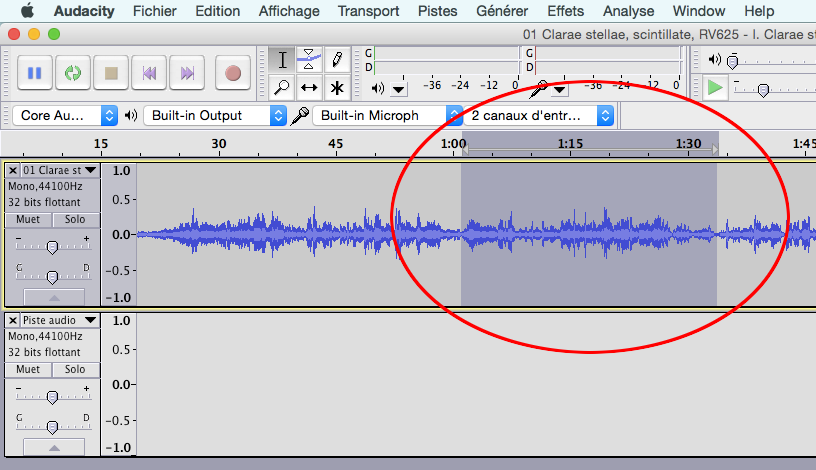 Audacity Fichier Edition Affichage Transport Pistes Générer Effets Analyse Window Help
01 Clarae stellae, scintillate, RV625 - I. Clarae st
G
D
-36 -24 -12 0
G
D
-36 -24 -12 0
Core Au... Built-in Output Built-in Microph 2 canaux d'entr...
15 30 45 1:00 1:15 1:30 1:45
01 Clarae st
Mono,44100Hz
32 bits flottant
Muet Solo
- +
G D
1.0
0.5-
0.0-
-0.5-
-1.0
Piste audio
Mono,44100Hz
32 bits flottant
Muet Solo
- +
G D
1.0
0.5-
0.0-
-0.5-
-1.0